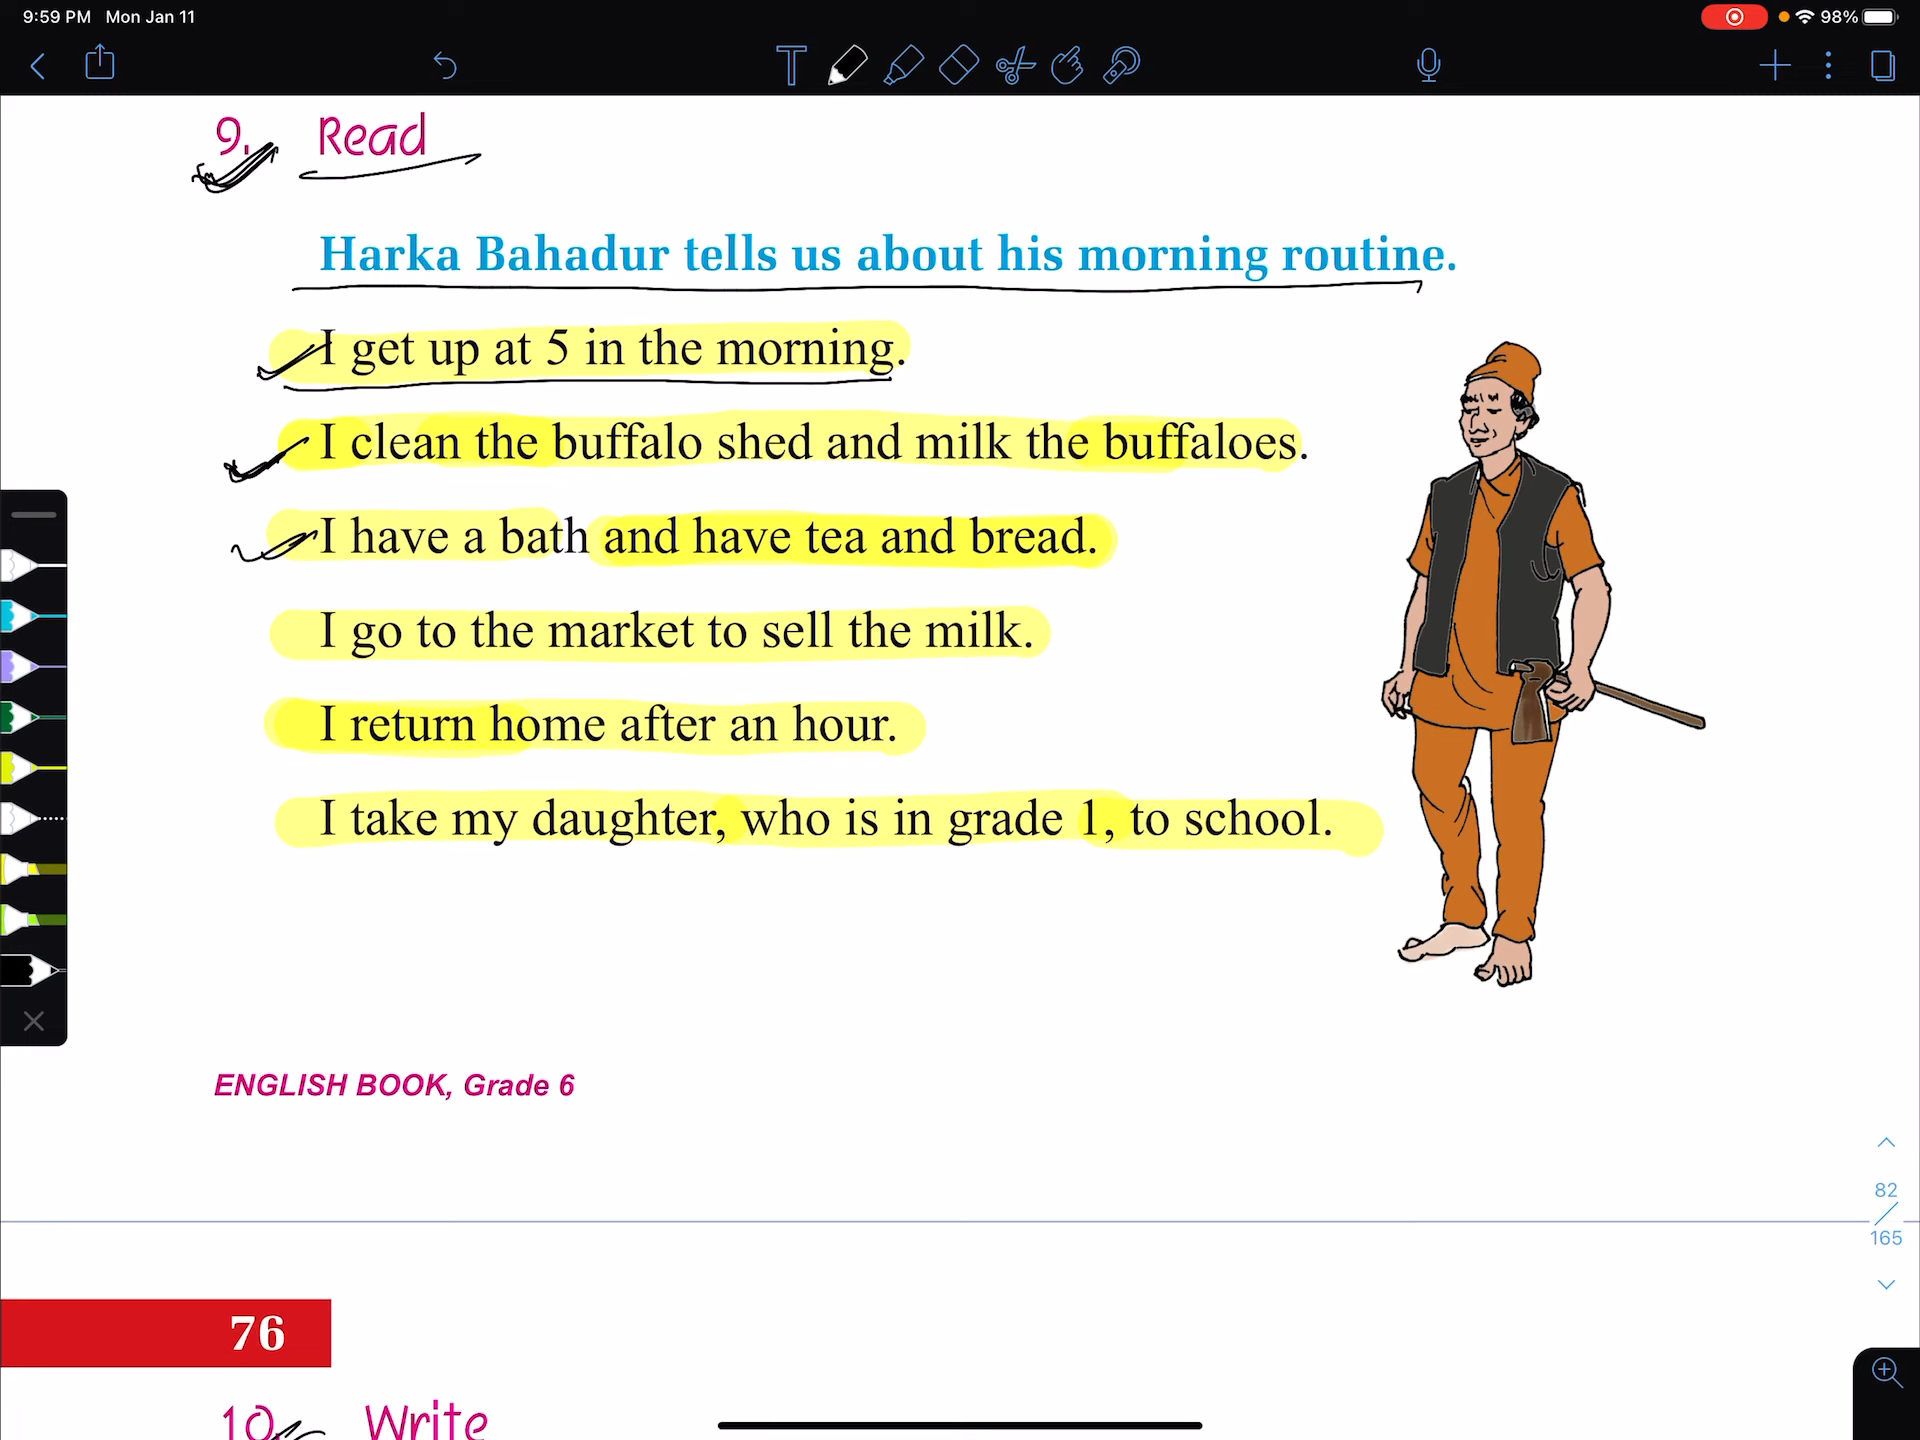 9:59 PM Mon Jan 11
98%
9. Read
Harka Bahadur tells us about his morning routine.
I get up at 5 in the morning.
I clean the buffalo shed and milk the buffaloes.
I have a bath and have tea and bread.
I go to the market to sell the milk.
I return home after an hour.
I take my daughter, who is in grade 1, to school.
ENGLISH BOOK, Grade 6
82
165
76
10. Write